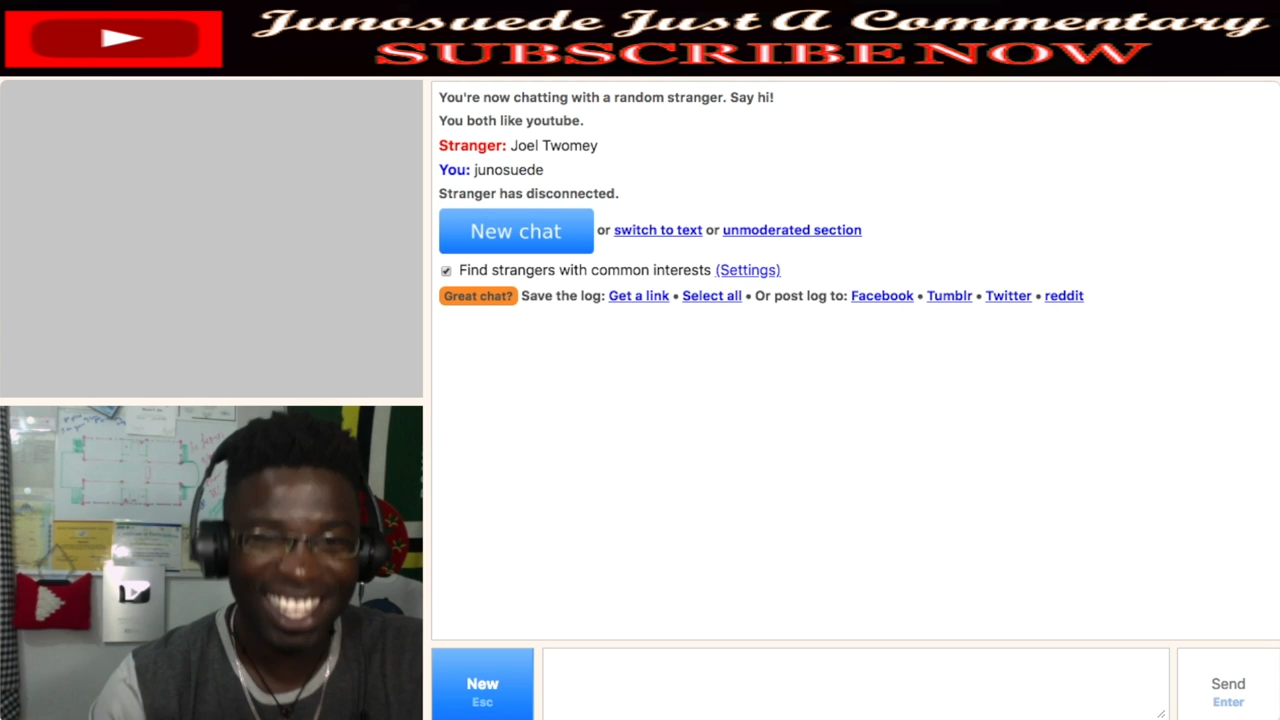 Junosuede Just A Commentary
SUBSCRIBE NOW
You're now chatting with a random stranger. Say hi!
You both like youtube.
Stranger: Joel Twomey
You: junosuede
Stranger has disconnected.
New chat or switch to text or unmoderated section
Find strangers with common interests (Settings)
Great chat? Save the log: Get a link • Select all • Or post log to: Facebook • Tumblr • Twitter • reddit
New
Esc
Send
Enter